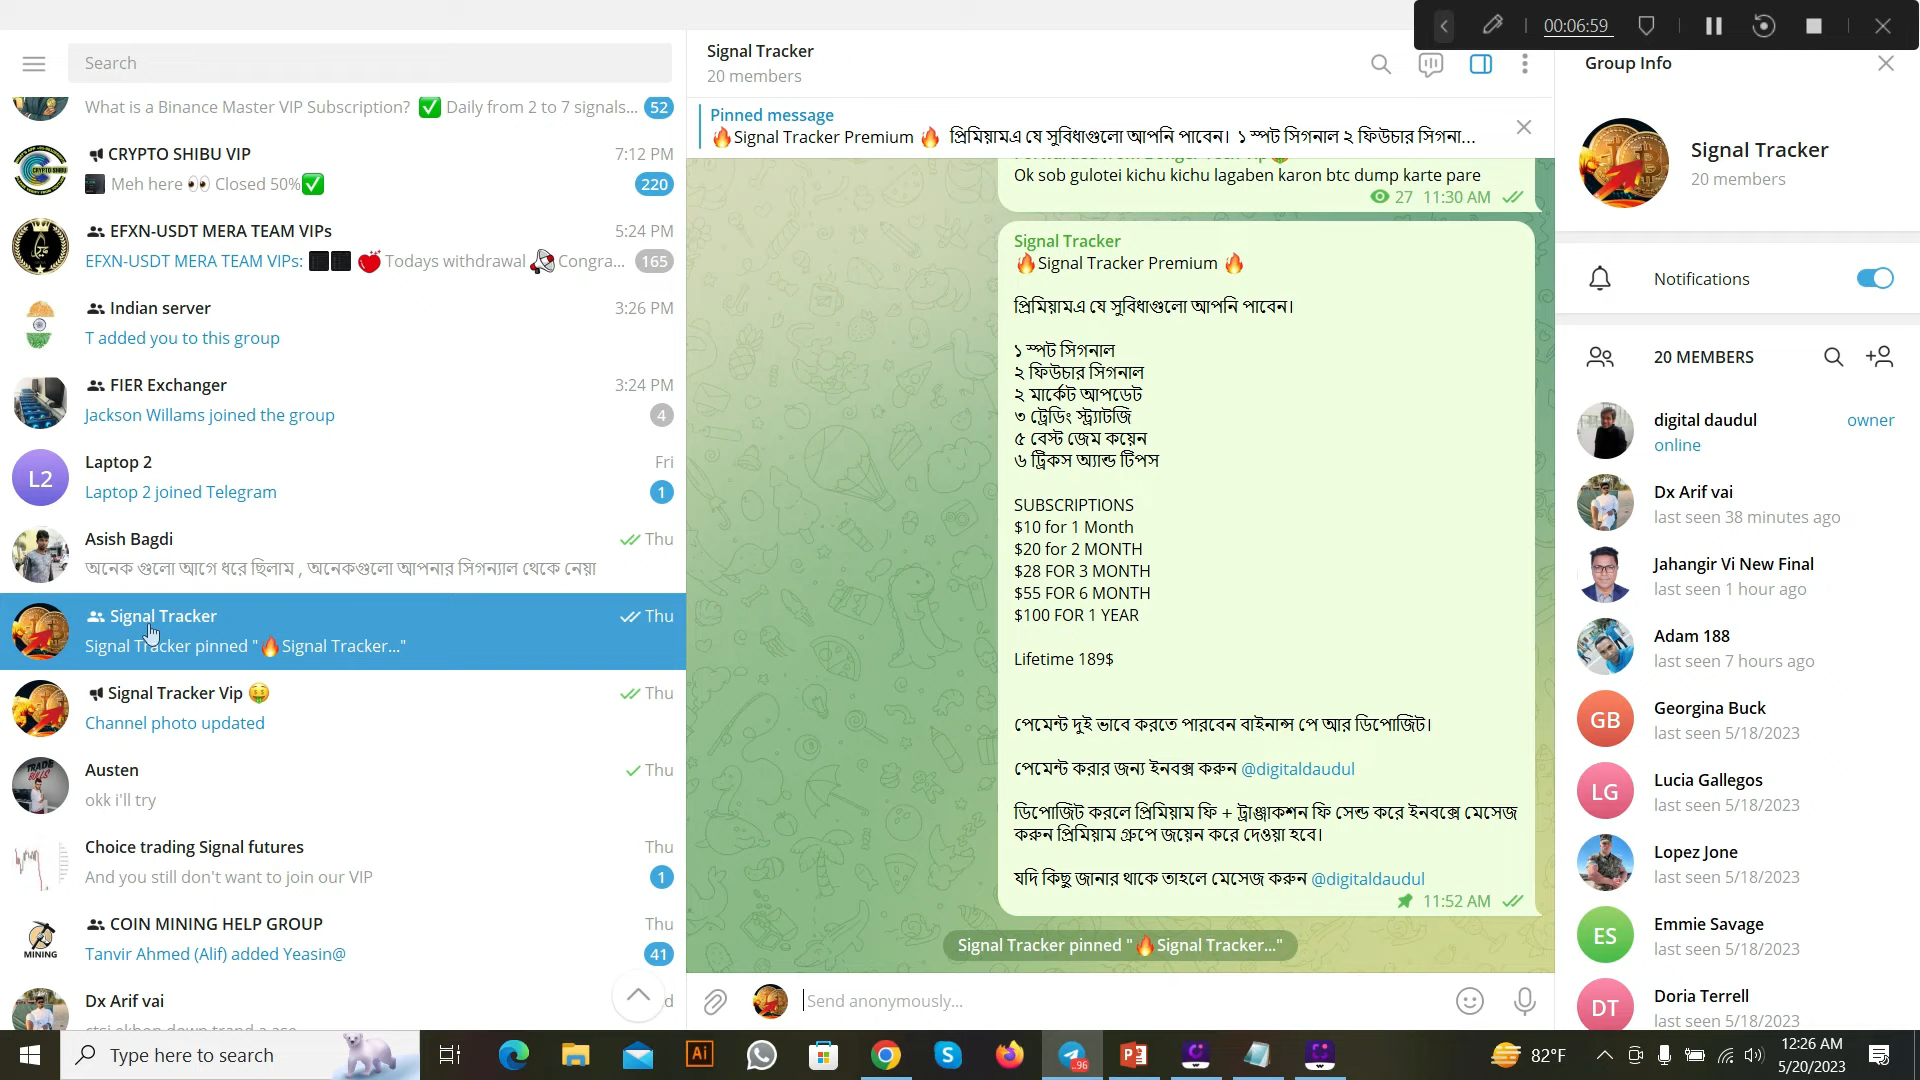 00:06:59
Search
What is a Binance Master VIP Subscription? ✅ Daily from 2 to 7 signals... 52
CRYPTO SHIBU VIP 7:12 PM
Meh here 👀 Closed 50%✅ 220
EFXN-USDT MERA TEAM VIPs 5:24 PM
EFXN-USDT MERA TEAM VIPs: Todays withdrawal Congra... 165
Indian server 3:26 PM
T added you to this group
FIER Exchanger 3:24 PM
Jackson Willams joined the group 4
L2
Laptop 2 Fri
Laptop 2 joined Telegram 1
Asish Bagdi Thu
অনেক গুলো আগে ধরে ছিলাম , অনেকগুলো আপনার সিগন্যাল থেকে নেয়া
Signal Tracker Thu
Signal Tracker pinned "🔥Signal Tracker..."
Signal Tracker Vip 🤑 Thu
Channel photo updated
Austen Thu
okk i'll try
Choice trading Signal futures Thu
And you still don't want to join our VIP 1
MINING
COIN MINING HELP GROUP Thu
Tanvir Ahmed (Alif) added Yeasin@ 41
Dx Arif vai
Signal Tracker
20 members
Pinned message
🔥Signal Tracker Premium 🔥 প্রিমিয়ামএ যে সুবিধাগুলো আপনি পাবেন। ১ স্পট সিগনাল ২ ফিউচার সিগনা...
Ok sob gulotei kichu kichu lagaben karon btc dump karte pare
27 11:30 AM
Signal Tracker
🔥Signal Tracker Premium 🔥
প্রিমিয়ামএ যে সুবিধাগুলো আপনি পাবেন।
১ স্পট সিগনাল
২ ফিউচার সিগনাল
২ মার্কেট আপডেট
৩ ট্রেডিং স্ট্র্যাটজি
৫ বেস্ট জেম কয়েন
৬ ট্রিকস অ্যান্ড টিপস
SUBSCRIPTIONS
$10 for 1 Month
$20 for 2 MONTH
$28 FOR 3 MONTH
$55 FOR 6 MONTH
$100 FOR 1 YEAR
Lifetime 189$
পেমেন্ট দুই ভাবে করতে পারবেন বাইনান্স পে আর ডিপোজিট।
পেমেন্ট করার জন্য ইনবক্স করুন @digitaldaudul
ডিপোজিট করলে প্রিমিয়াম ফি + ট্রাঞ্জাকশন ফি সেন্ড করে ইনবক্সে মেসেজ
করুন প্রিমিয়াম গ্রুপে জয়েন করে দেওয়া হবে।
যদি কিছু জানার থাকে তাহলে মেসেজ করুন @digitaldaudul
11:52 AM
Signal Tracker pinned "🔥Signal Tracker..."
Send anonymously...
Group Info
Signal Tracker
20 members
Notifications
20 MEMBERS
digital daudul owner
online
Dx Arif vai
last seen 38 minutes ago
Jahangir Vi New Final
last seen 1 hour ago
Adam 188
last seen 7 hours ago
GB
Georgina Buck
last seen 5/18/2023
LG
Lucia Gallegos
last seen 5/18/2023
Lopez Jone
last seen 5/18/2023
ES
Emmie Savage
last seen 5/18/2023
DT
Doria Terrell
last seen 5/18/2023
Type here to search
Ai
..96
82°F
12:26 AM
5/20/2023